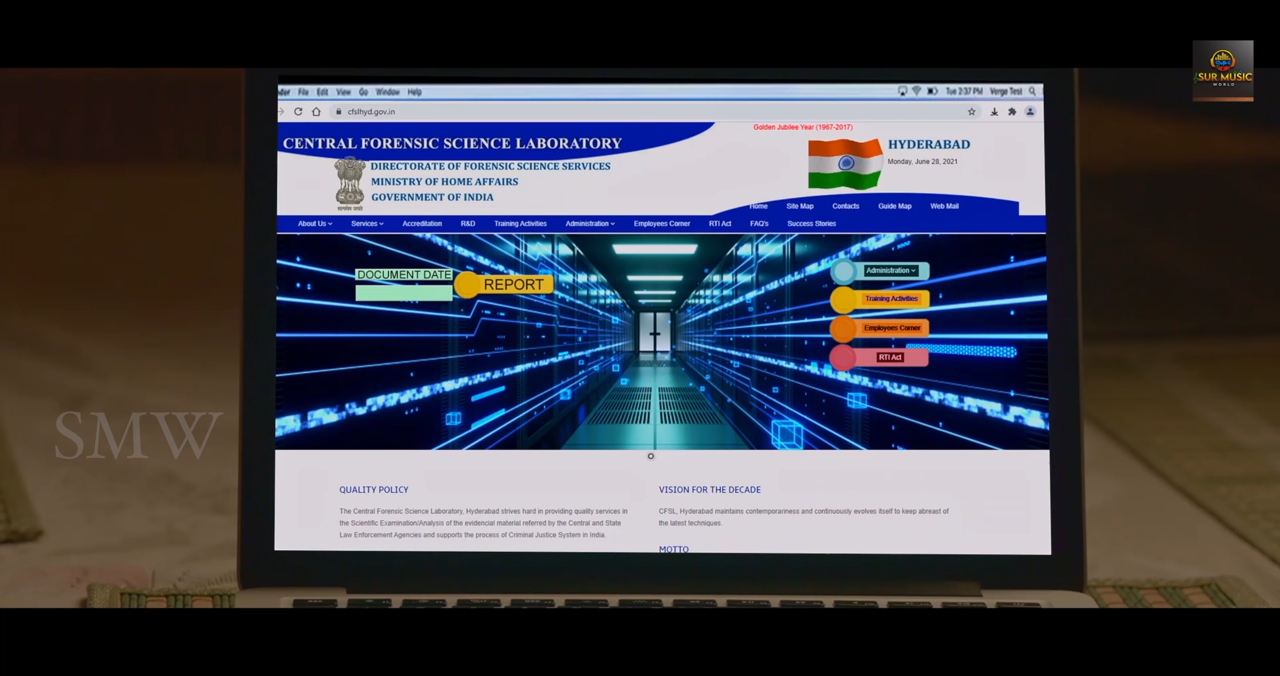 SUR MUSIC
WORLD
File Edit View Go Window Help
Tue 2:37 PM Verge Test
cfslhyd.gov.in
Golden Jubilee Year (1967-2017)
CENTRAL FORENSIC SCIENCE LABORATORY
HYDERABAD
DIRECTORATE OF FORENSIC SCIENCE SERVICES
Monday, June 28, 2021
MINISTRY OF HOME AFFAIRS
GOVERNMENT OF INDIA
Home Site Map Contacts Guide Map Web Mail
About Us Services Accreditation R&D Training Activities Administration Employees Corner RTI Act FAQ's Success Stories
DOCUMENT DATE
REPORT
Administration
Training Activities
Employees Corner
RTI Act
SMW
QUALITY POLICY
The Central Forensic Science Laboratory, Hyderabad strives hard in providing quality services in
the Scientific Examination/Analysis of the evidencial material referred by the Central and State
Law Enforcement Agencies and supports the process of Criminal Justice System in India.
VISION FOR THE DECADE
CFSL, Hyderabad maintains contemporariness and continuously evolves itself to keep abreast of
the latest techniques.
MOTTO